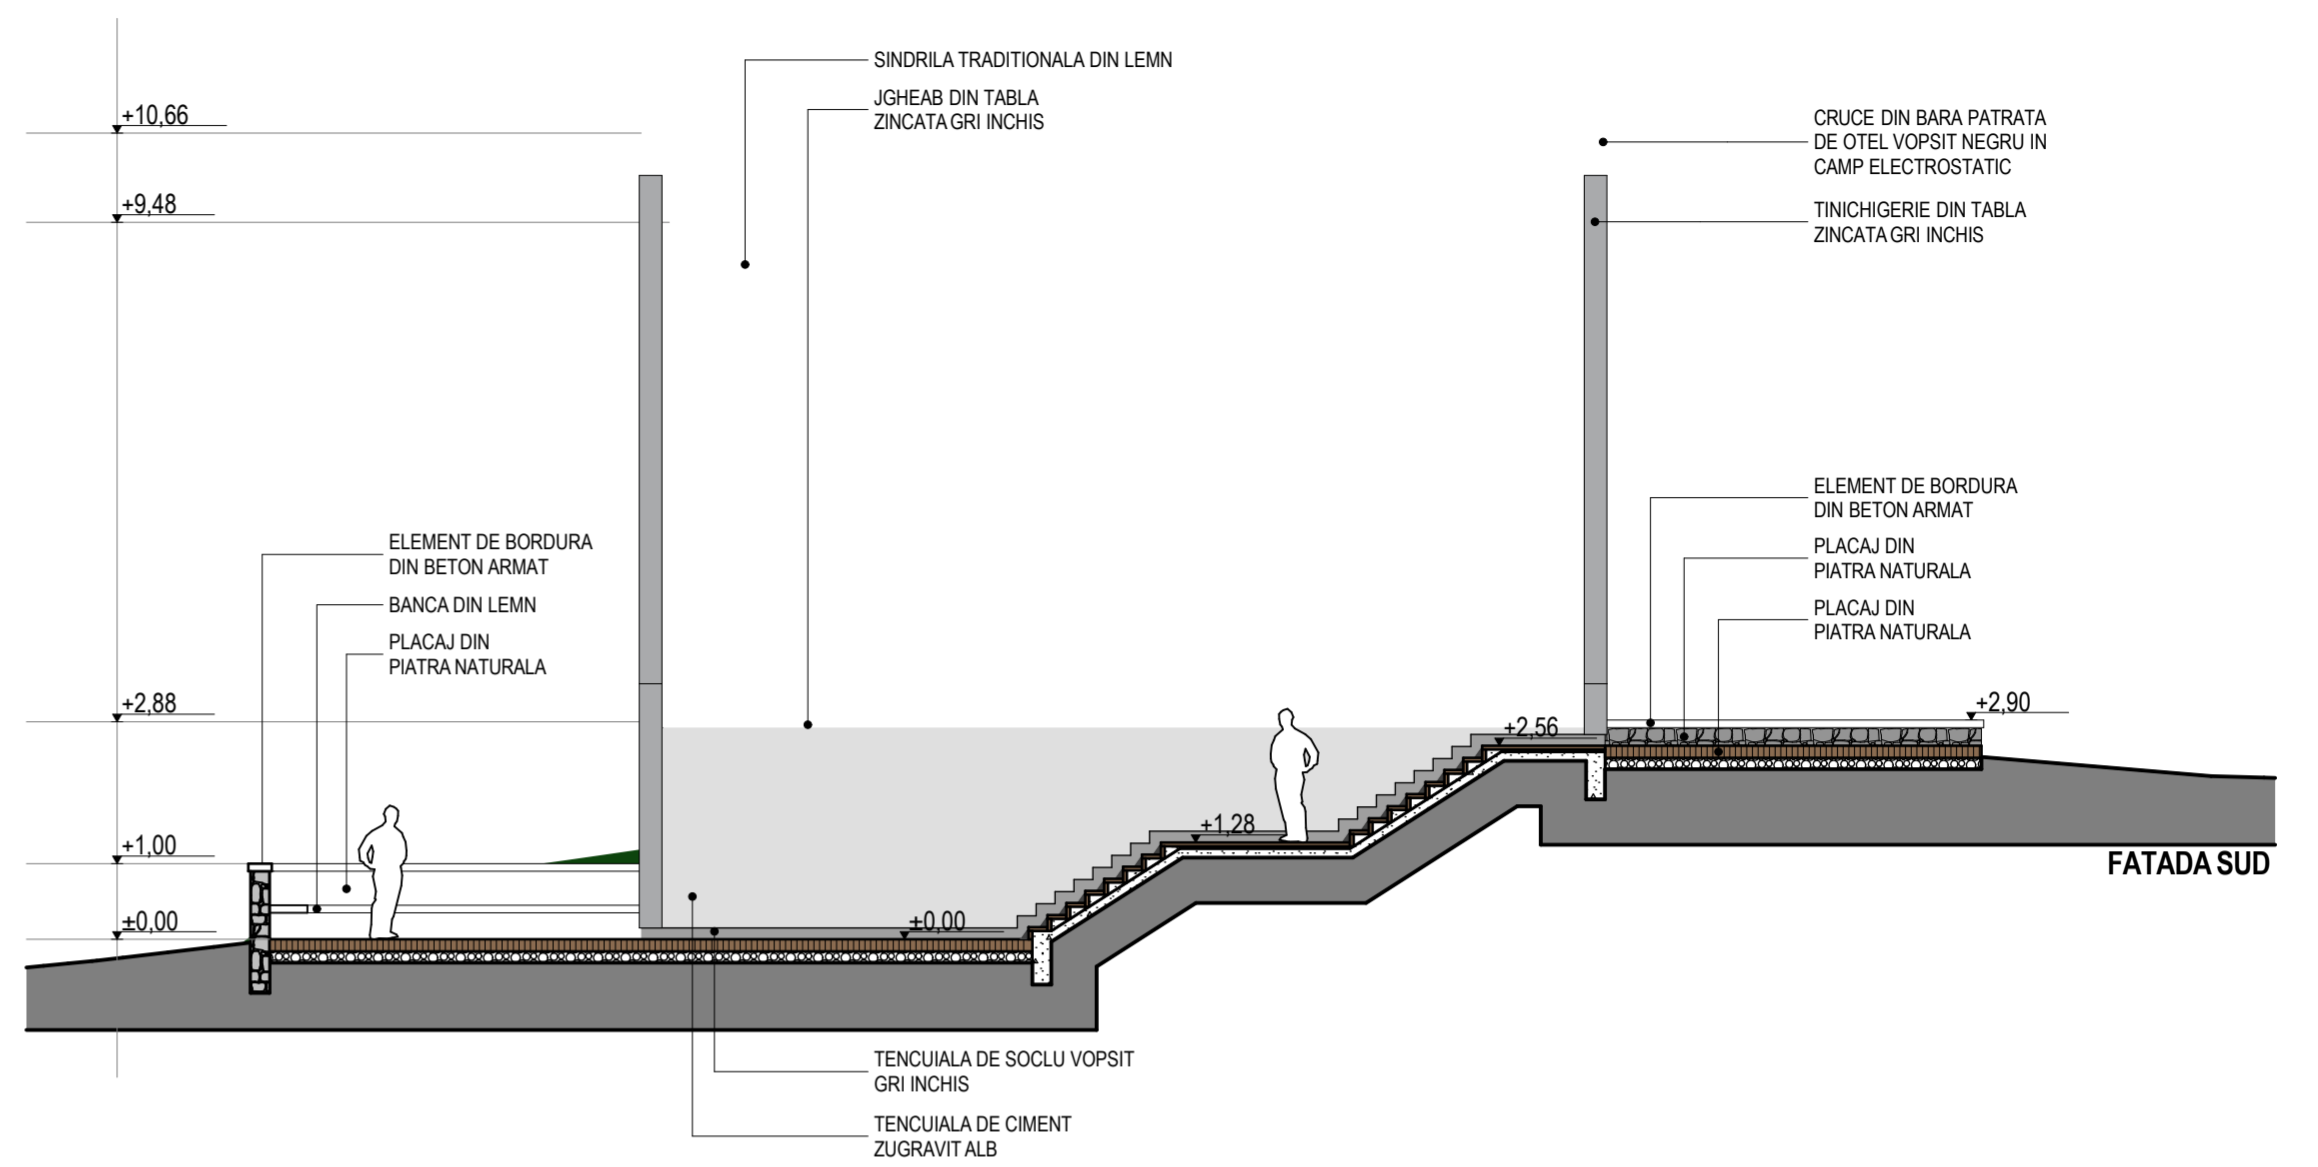 SINDRILA TRADITIONALA DIN LEMN
JGHEAB DIN TABLA
ZINCATA GRI INCHIS
+10,66
CRUCE DIN BARA PATRATA
DE OTEL VOPSIT NEGRU IN
CAMP ELECTROSTATIC
+9,48
TINICHIGERIE DIN TABLA
ZINCATA GRI INCHIS
ELEMENT DE BORDURA
DIN BETON ARMAT
BANCA DIN LEMN
PLACAJ DIN
PIATRA NATURALA
ELEMENT DE BORDURA
DIN BETON ARMAT
PLACAJ DIN
PIATRA NATURALA
PLACAJ DIN
PIATRA NATURALA
+2,88
+2,56
+2,90
+1,28
+1,00
±0,00
±0,00
FATADA SUD
TENCUIALA DE SOCLU VOPSIT
GRI INCHIS
TENCUIALA DE CIMENT
ZUGRAVIT ALB